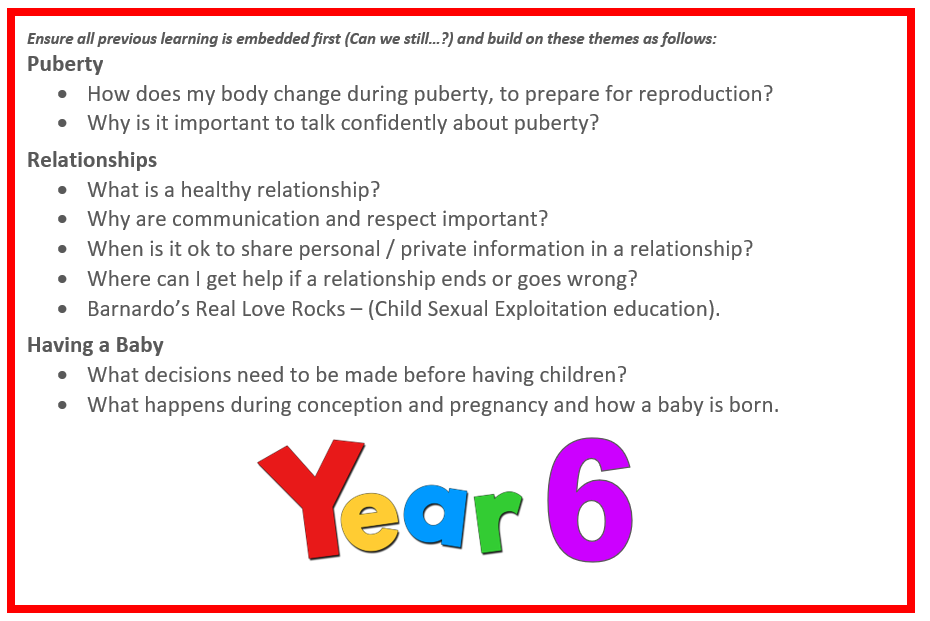 Ensure all previous learning is embedded first (Can we still…?) and build on these themes as follows:
Puberty
• How does my body change during puberty, to prepare for reproduction?
• Why is it important to talk confidently about puberty?
Relationships
• What is a healthy relationship?
• Why are communication and respect important?
• When is it ok to share personal / private information in a relationship?
• Where can I get help if a relationship ends or goes wrong?
• Barnardo’s Real Love Rocks – (Child Sexual Exploitation education).
Having a Baby
• What decisions need to be made before having children?
• What happens during conception and pregnancy and how a baby is born.
Year 6